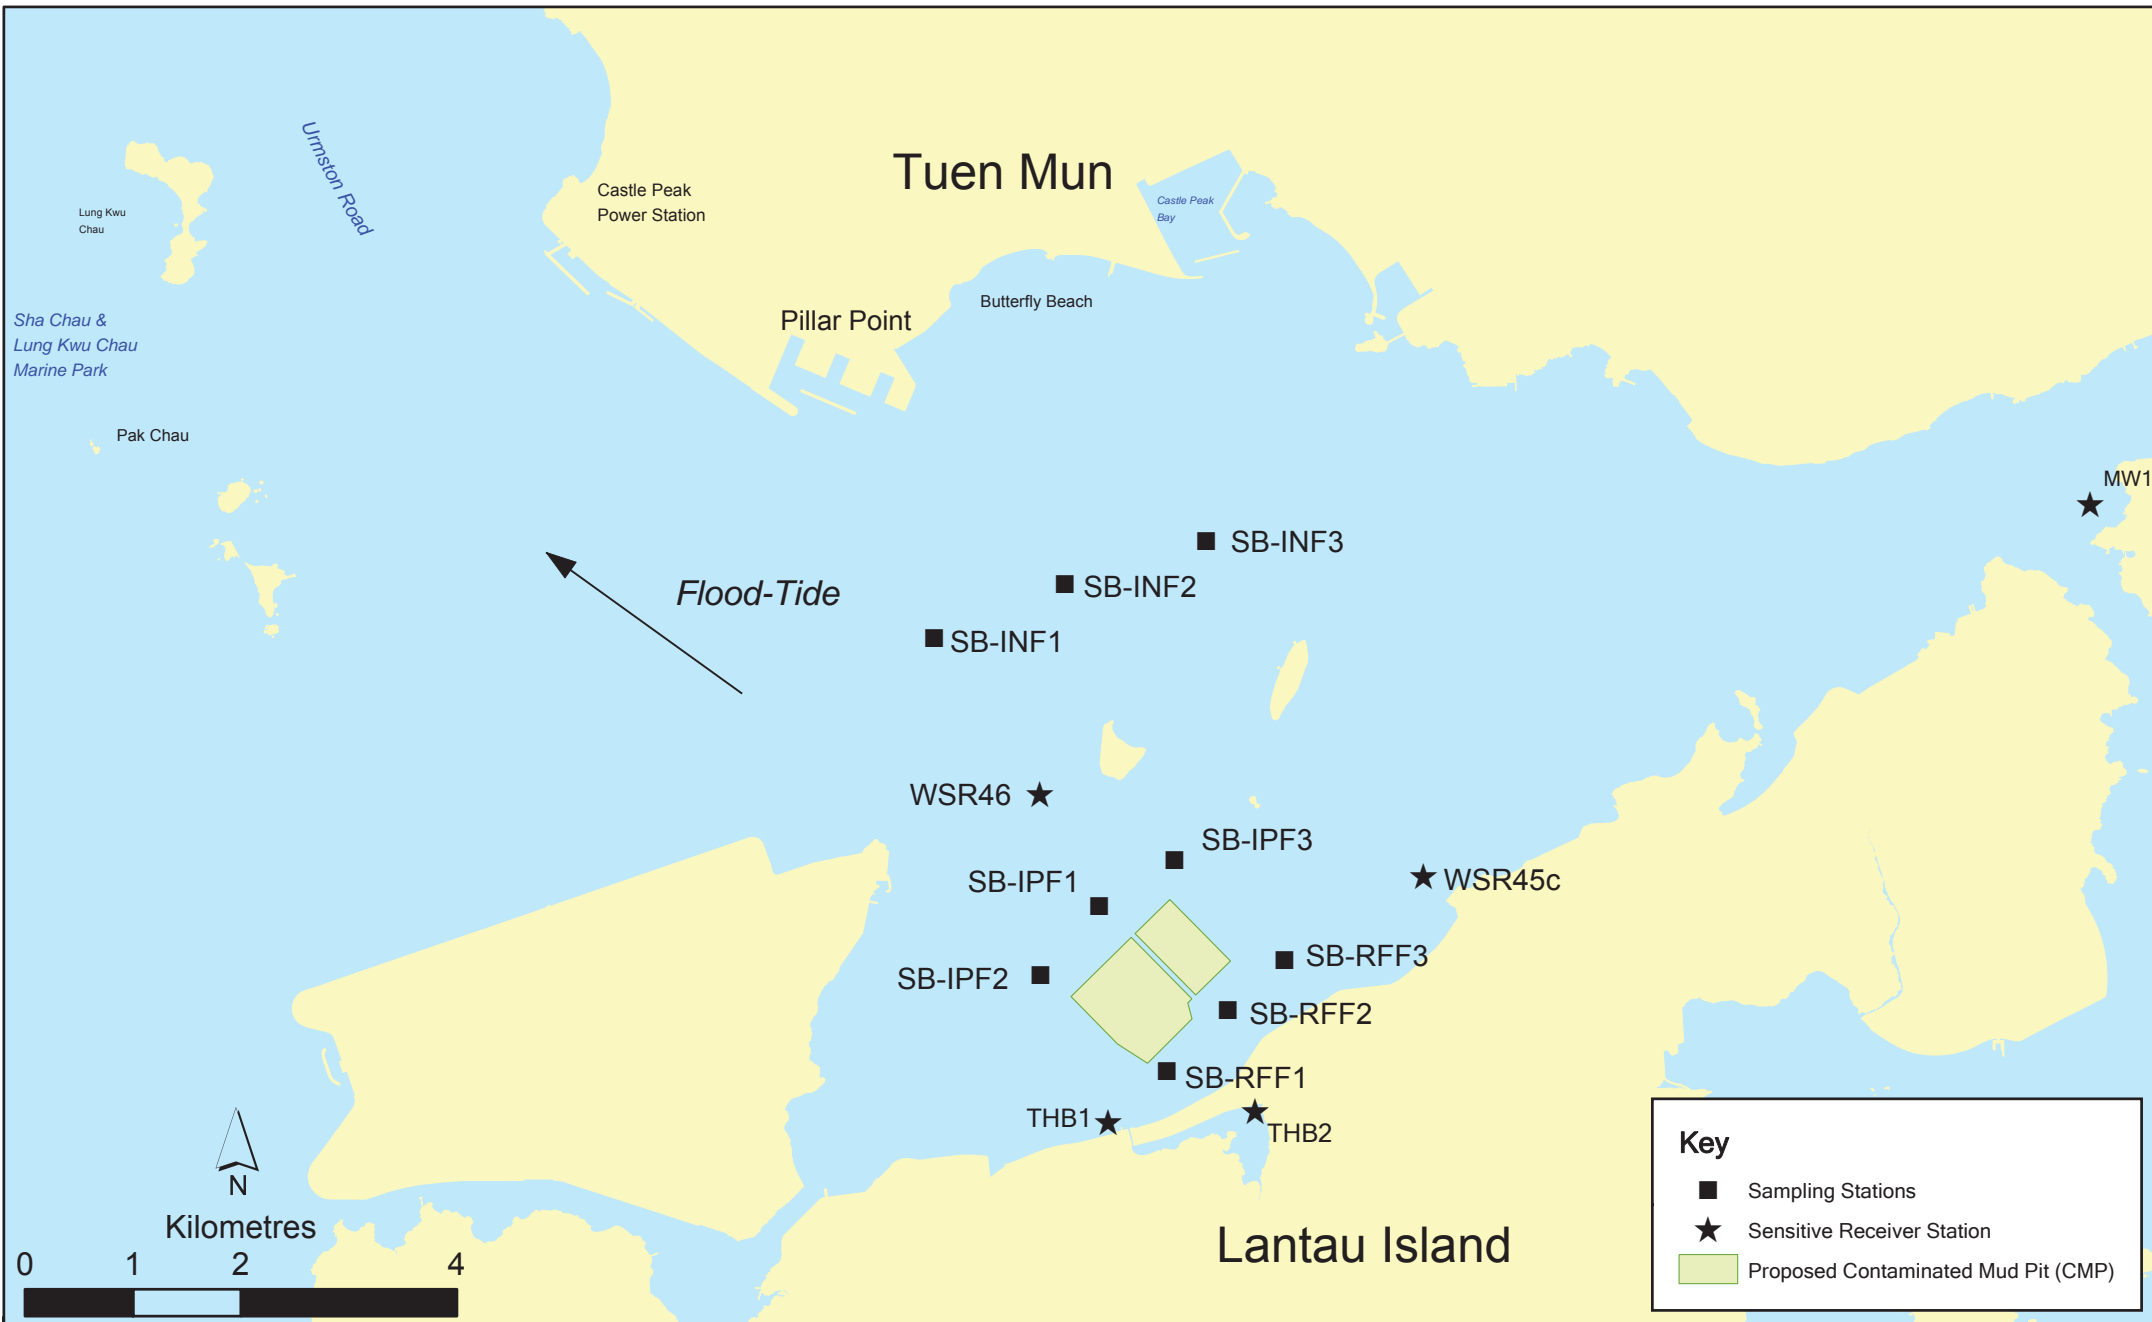 Tuen Mun
Urmston Road
Castle Peak
Power Station
Castle Peak
Bay
Lung Kwu
Chau
Butterfly Beach
Pillar Point
Sha Chau &
Lung Kwu Chau
Marine Park
Pak Chau
MW1
SB-INF3
SB-INF2
Flood-Tide
SB-INF1
WSR46
SB-IPF3
SB-IPF1
WSR45c
SB-RFF3
SB-IPF2
SB-RFF2
SB-RFF1
THB1
THB2
N
Kilometres
0 1 2 4
Lantau Island
Key
Sampling Stations
Sensitive Receiver Station
Proposed Contaminated Mud Pit (CMP)